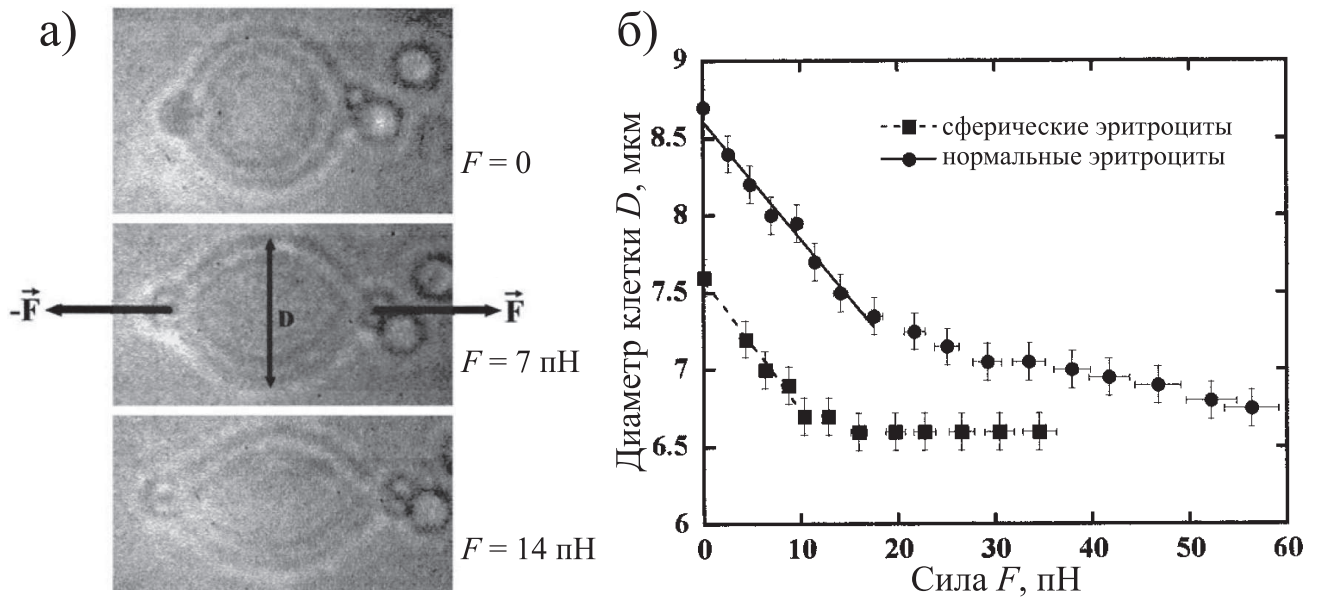 а)
F = 0
-F⃗
D
F⃗
F = 7 пН
F = 14 пН
б)
Диаметр клетки D, мкм
9
8.5
8
7.5
7
6.5
6
сферические эритроциты
нормальные эритроциты
0 10 20 30 40 50 60
Сила F, пН